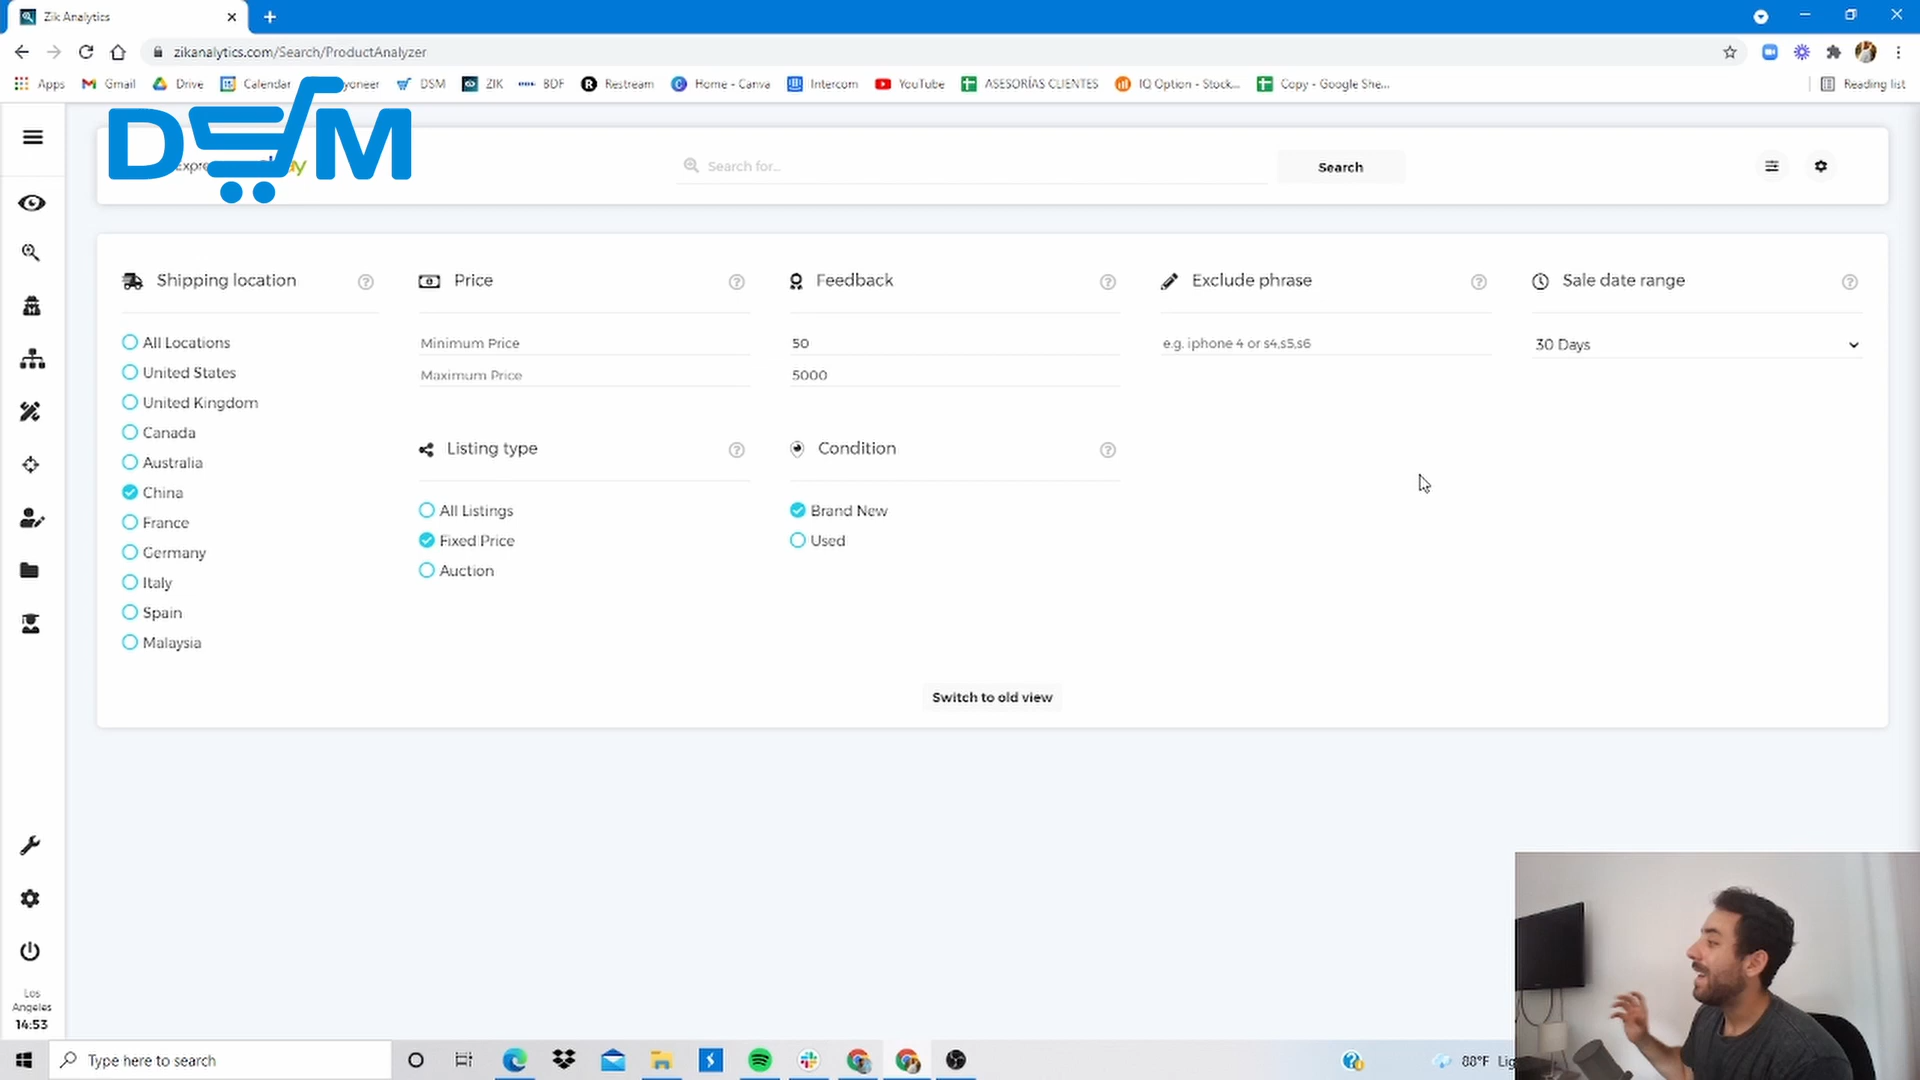 Zik Analytics
zikanalytics.com/Search/ProductAnalyzer
Apps
Gmail
Drive
Calendar
DSM
ZIK
BDF
Restream
Home - Canva
Intercom
YouTube
ASESORÍAS CLIENTES
IQ Option - Stock...
Copy - Google She...
Reading list
DSM
Search for...
Search
Shipping location
Price
Feedback
Exclude phrase
Sale date range
All Locations
United States
United Kingdom
Canada
Australia
China
France
Germany
Italy
Spain
Malaysia
Minimum Price
Maximum Price
50
5000
e.g. iphone 4 or s4,s5,s6
30 Days
Listing type
Condition
All Listings
Fixed Price
Auction
Brand New
Used
Switch to old view
Los
Angeles
14:53
Type here to search
88°F